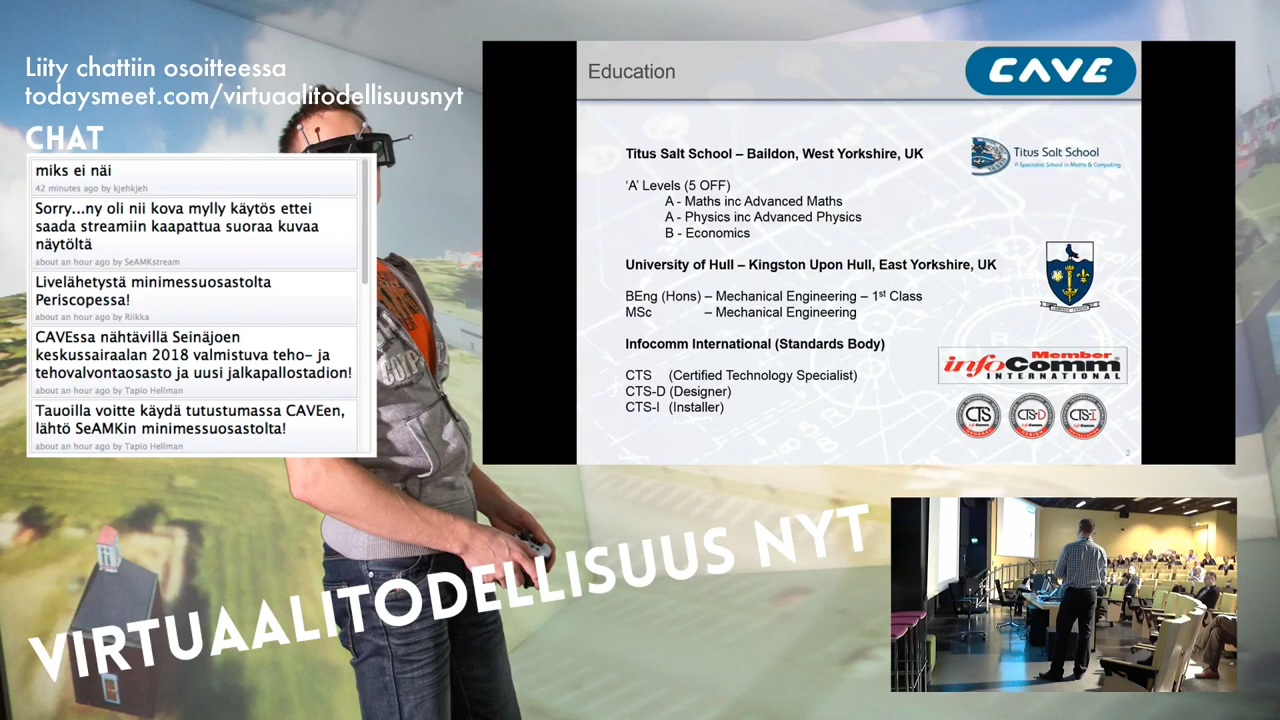 Liity chattiin osoitteessa
todaysmeet.com/virtuaalitodellisuusnyt
CHAT
miks ei näi
42 minutes ago by kjehkjeh
Sorry...ny oli nii kova mylly käytös ettei
saada streamiin kaapattua suoraa kuvaa
näytöltä
about an hour ago by SeAMKstream
Livelähetystä minimessuosastolta
Periscopessa!
about an hour ago by Riikka
CAVEssa nähtävillä Seinäjoen
keskussairaalan 2018 valmistuva teho- ja
tehovalvontaosasto ja uusi jalkapallostadion!
about an hour ago by Tapio Hellman
Tauoilla voitte käydä tutustumassa CAVEen,
lähtö SeAMKin minimessuosastolta!
about an hour ago by Tapio Hellman
Education
CAVE
Titus Salt School – Baildon, West Yorkshire, UK
Titus Salt School
A Specialist School in Maths & Computing
'A' Levels (5 OFF)
A - Maths inc Advanced Maths
A - Physics inc Advanced Physics
B - Economics
University of Hull – Kingston Upon Hull, East Yorkshire, UK
BEng (Hons) – Mechanical Engineering – 1st Class
MSc – Mechanical Engineering
Infocomm International (Standards Body)
CTS (Certified Technology Specialist)
CTS-D (Designer)
CTS-I (Installer)
Member
infoComm
INTERNATIONAL
CTS
CTS-D
CTS-I
2
VIRTUAALITODELLISUUS NYT